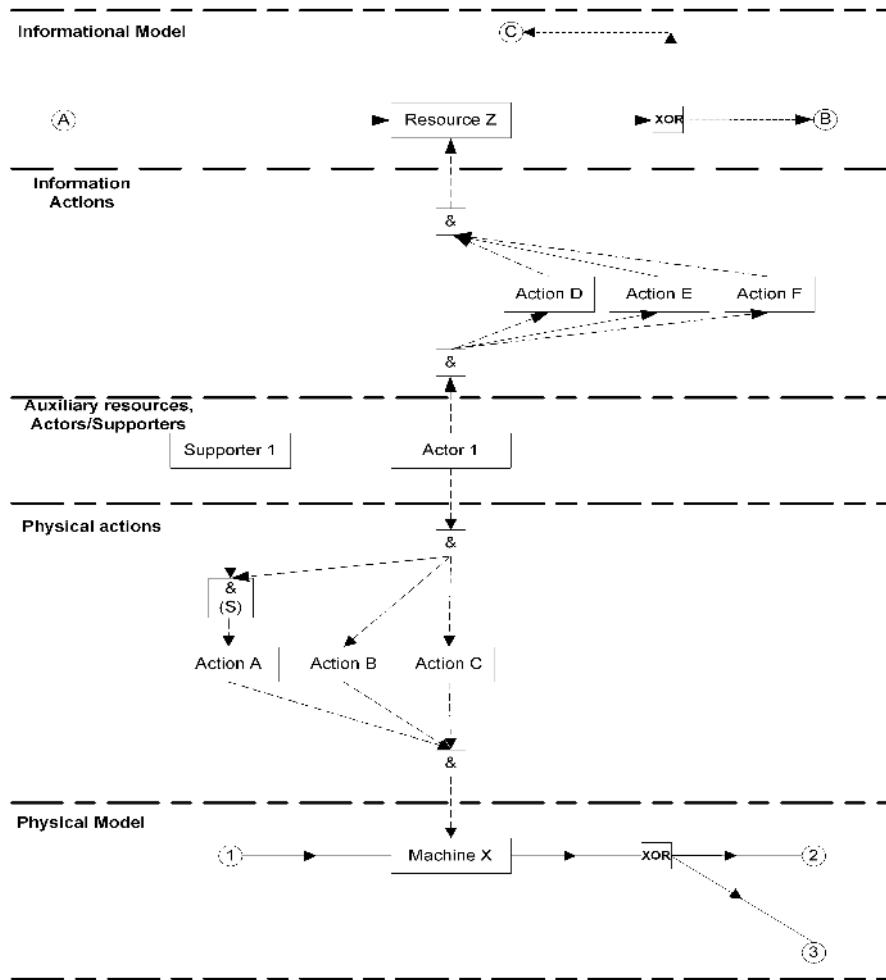 Informational Model
C
A
Resource Z
XOR
B
Information
Actions
&
Action D
Action E
Action F
&
Auxiliary resources,
Actors/Supporters
Supporter 1
Actor 1
Physical actions
&
&
(S)
Action A
Action B
Action C
&
Physical Model
1
Machine X
XOR
2
3